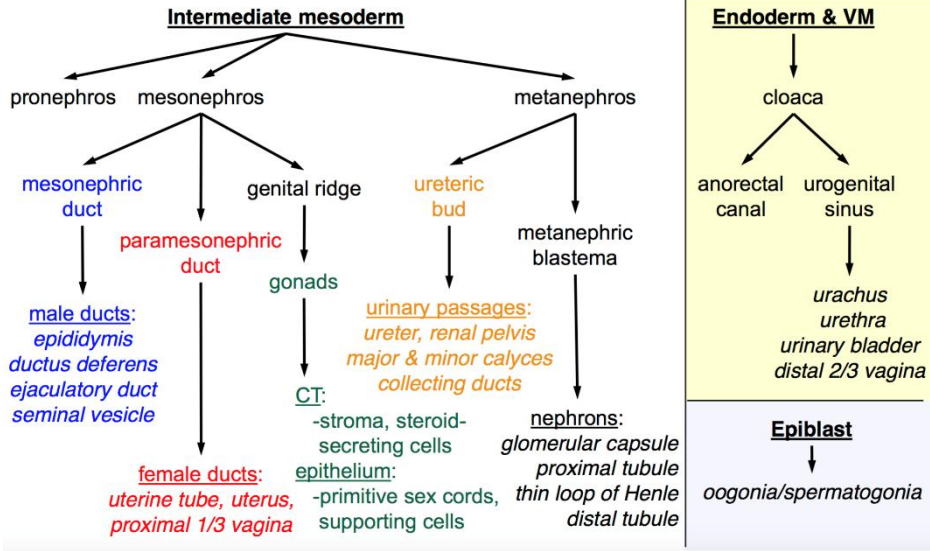 Intermediate mesoderm
pronephros
mesonephros
metanephros
mesonephric
duct
paramesonephric
duct
genital ridge
gonads
ureteric
bud
metanephric
blastema
male ducts:
epididymis
ductus deferens
ejaculatory duct
seminal vesicle
female ducts:
uterine tube, uterus,
proximal 1/3 vagina
CT:
-stroma, steroid-
secreting cells
epithelium:
-primitive sex cords,
supporting cells
urinary passages:
ureter, renal pelvis
major & minor calyces
collecting ducts
nephrons:
glomerular capsule
proximal tubule
thin loop of Henle
distal tubule
Endoderm & VM
cloaca
anorectal
canal
urogenital
sinus
urachus
urethra
urinary bladder
distal 2/3 vagina
Epiblast
oogonia/spermatogonia